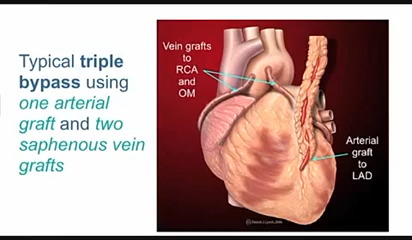 Typical triple
bypass using
one arterial
graft and two
saphenous vein
grafts
Vein grafts
to
RCA
and
OM
Arterial
graft
to
LAD